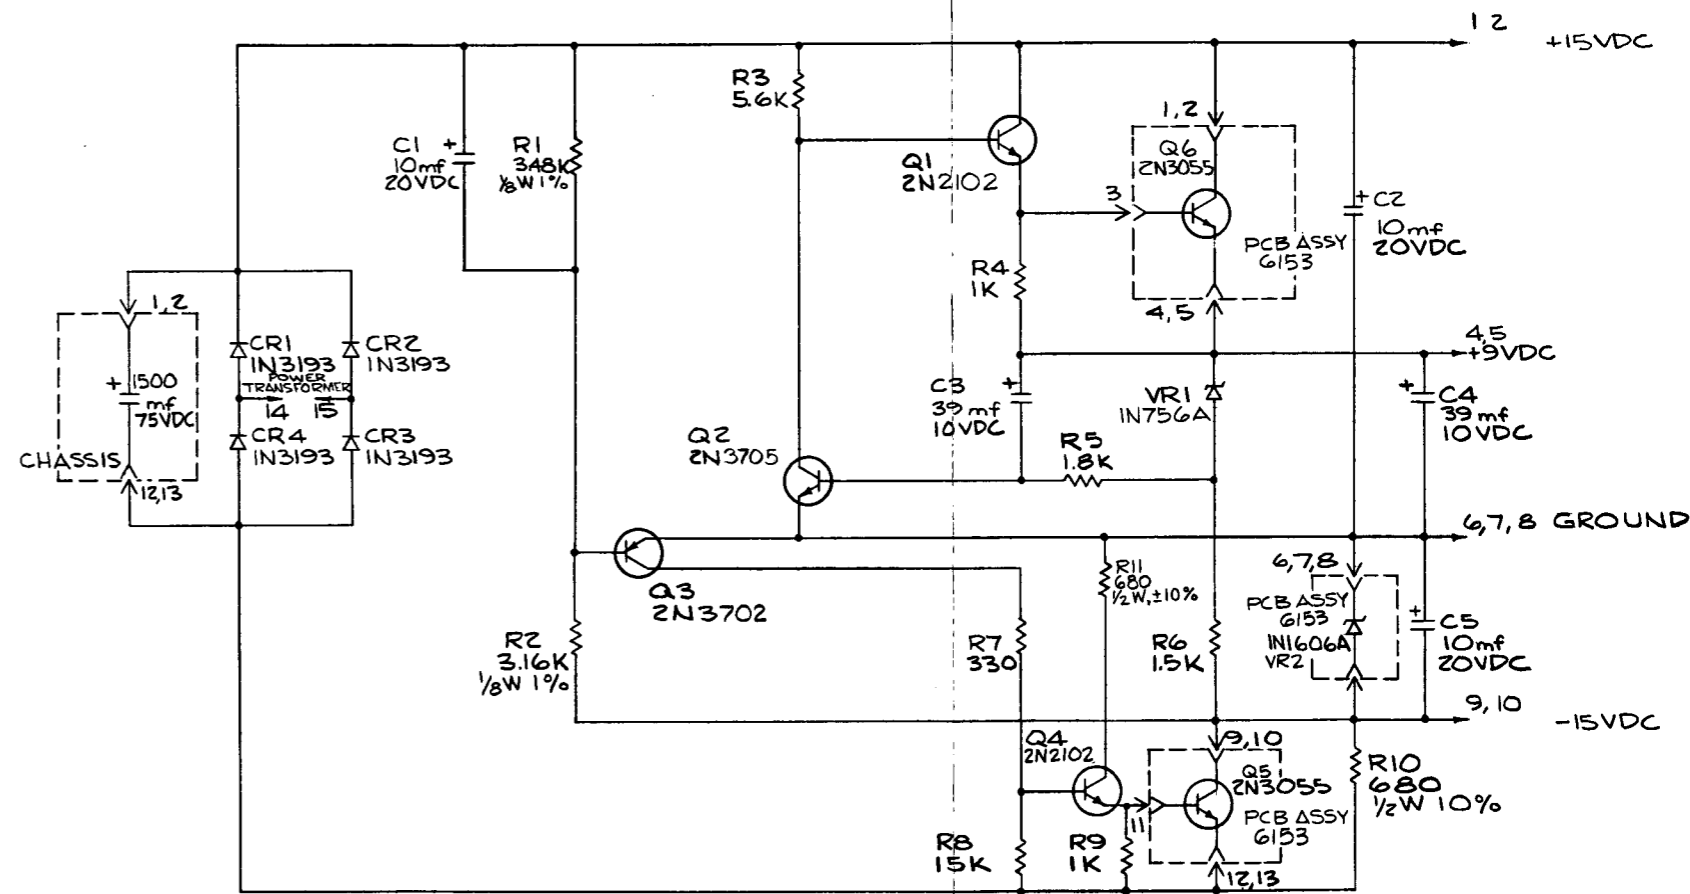 1 2
+15VDC
R3
5.6K
C1
+
10mf
20VDC
R1
3.48K
⅛W 1%
Q1
2N2102
1,2
Q6
2N3055
3
PCB ASSY
6153
4,5
+
C2
10mf
20VDC
R4
1K
4,5
+9VDC
1,2
+
1500
mf
75VDC
CHASSIS
12,13
CR1
1N3193
CR2
1N3193
POWER
TRANSFORMER
14
15
CR4
1N3193
CR3
1N3193
C3
+
39mf
10VDC
VR1
IN756A
+
C4
39mf
10VDC
Q2
2N3705
R5
1.8K
6,7,8 GROUND
Q3
2N3702
R11
680
½W,±10%
6,7,8
PCB ASSY
6153
IN1606A
VR2
+
C5
10mf
20VDC
R2
3.16K
⅛W 1%
R7
330
R6
1.5K
9,10
-15VDC
Q4
2N2102
9,10
Q5
2N3055
PCB ASSY
6153
11
R10
680
½W 10%
R8
15K
R9
1K
12,13